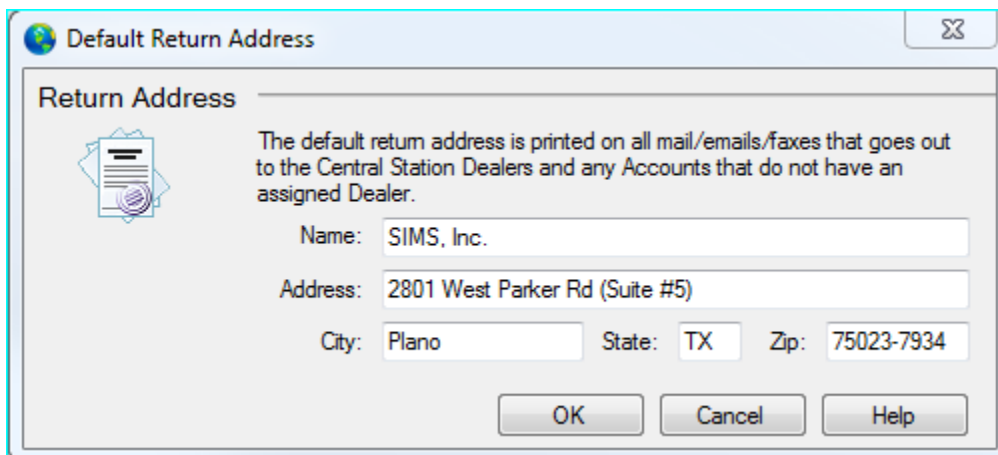 Default Return Address
Return Address
The default return address is printed on all mail/emails/faxes that goes out
to the Central Station Dealers and any Accounts that do not have an
assigned Dealer.
Name: SIMS, Inc.
Address: 2801 West Parker Rd (Suite #5)
City: Plano State: TX Zip: 75023-7934
OK Cancel Help